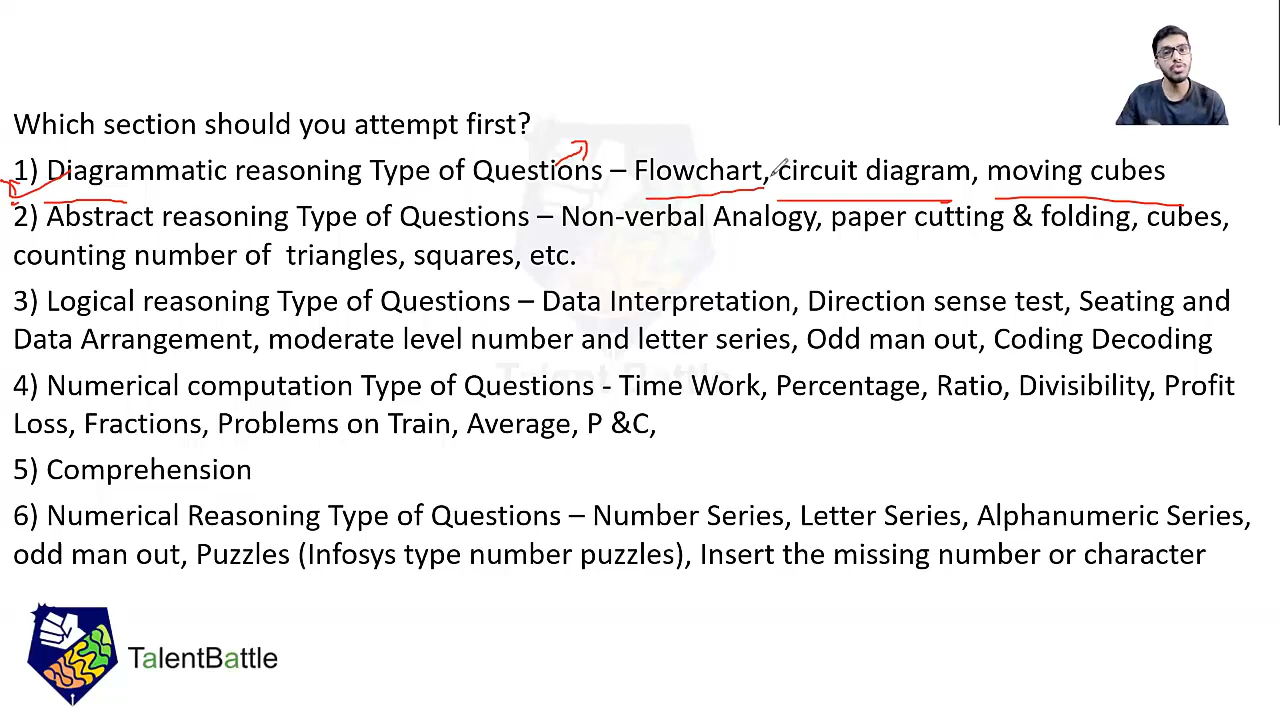 Which section should you attempt first?
1) Diagrammatic reasoning Type of Questions – Flowchart, circuit diagram, moving cubes
2) Abstract reasoning Type of Questions – Non-verbal Analogy, paper cutting & folding, cubes,
counting number of triangles, squares, etc.
3) Logical reasoning Type of Questions – Data Interpretation, Direction sense test, Seating and
Data Arrangement, moderate level number and letter series, Odd man out, Coding Decoding
4) Numerical computation Type of Questions - Time Work, Percentage, Ratio, Divisibility, Profit
Loss, Fractions, Problems on Train, Average, P &C,
5) Comprehension
6) Numerical Reasoning Type of Questions – Number Series, Letter Series, Alphanumeric Series,
odd man out, Puzzles (Infosys type number puzzles), Insert the missing number or character
TalentBattle
Talent Battle